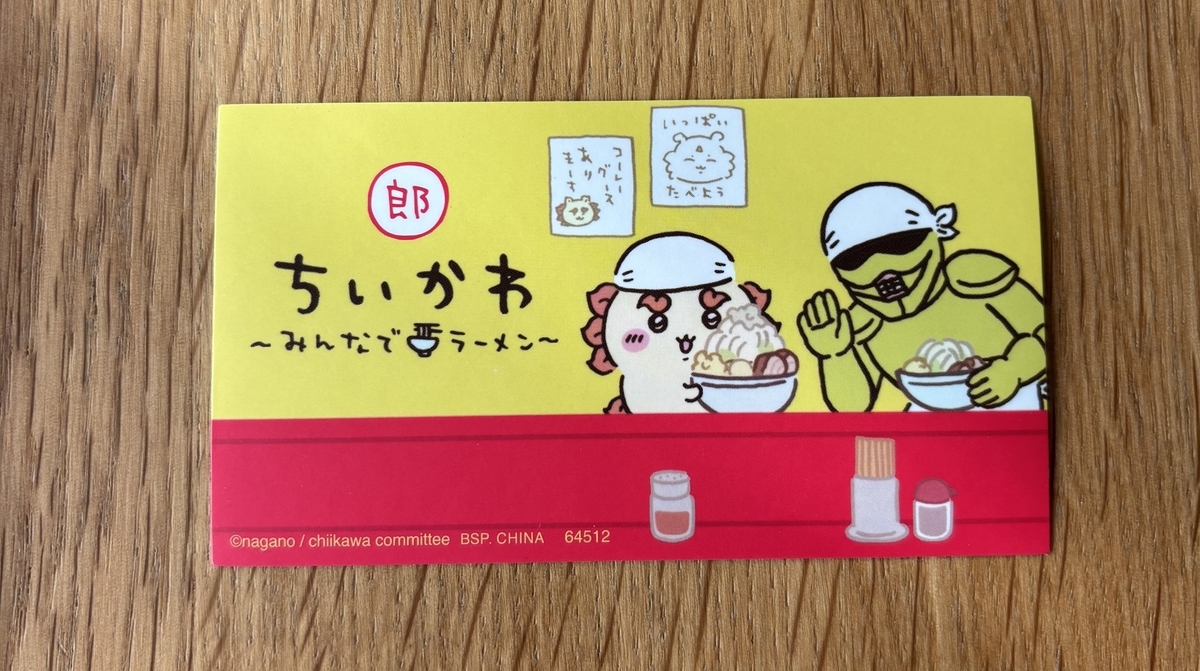 郎
ちいかわ
~みんなで ラーメン~
コーレー
グース
あり
ます
いっぱい
たべよう
©nagano / chiikawa committee BSP. CHINA 64512